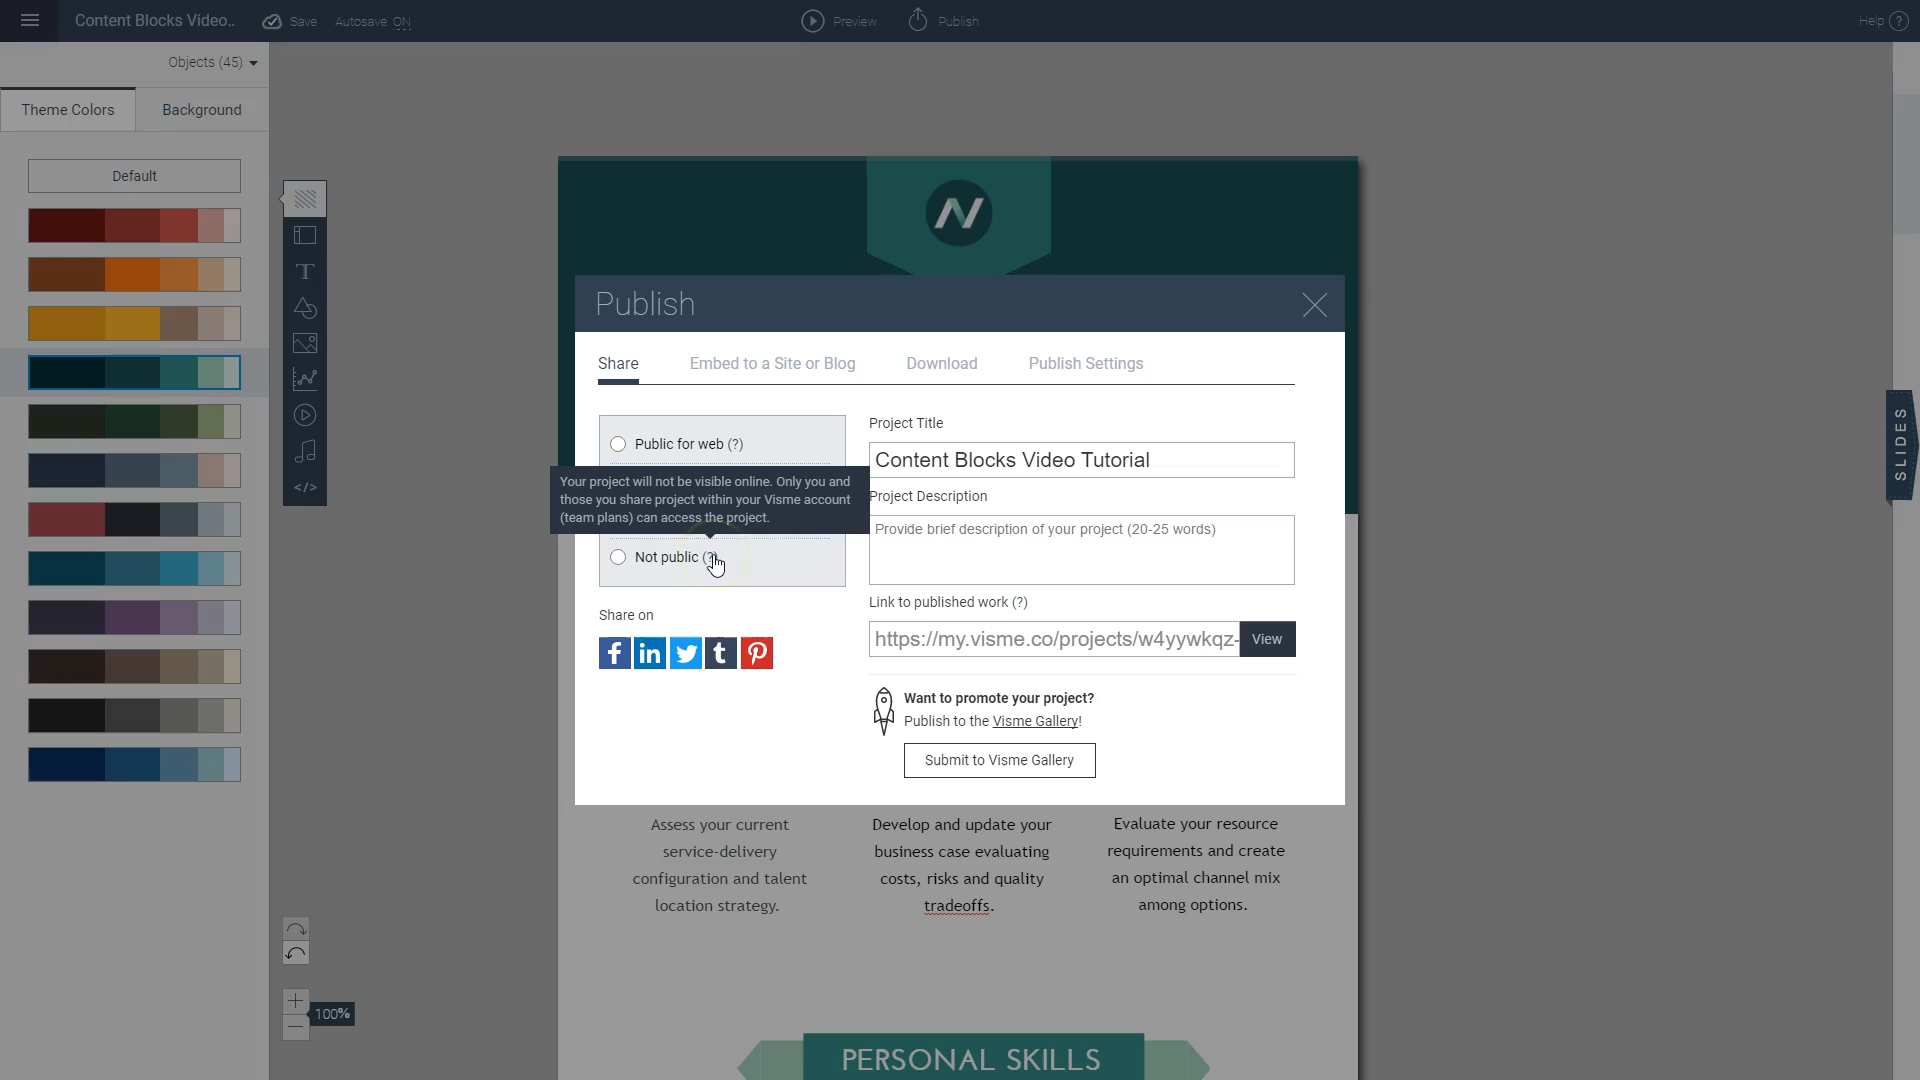 Content Blocks Video..
Save
Autosave ON
Preview
Publish
Help ?
Objects (45)
Theme Colors
Background
Default
T
</>
SLIDES
Publish
Share
Embed to a Site or Blog
Download
Publish Settings
Public for web (?)
Your project will not be visible online. Only you and
those you share project within your Visme account
(team plans) can access the project.
Not public (?)
Share on
f
in
t
Project Title
Content Blocks Video Tutorial
Project Description
Provide brief description of your project (20-25 words)
Link to published work (?)
https://my.visme.co/projects/w4yywkqz-
View
Want to promote your project?
Publish to the Visme Gallery!
Submit to Visme Gallery
Assess your current
service-delivery
configuration and talent
location strategy.
Develop and update your
business case evaluating
costs, risks and quality
tradeoffs.
Evaluate your resource
requirements and create
an optimal channel mix
among options.
100%
PERSONAL SKILLS